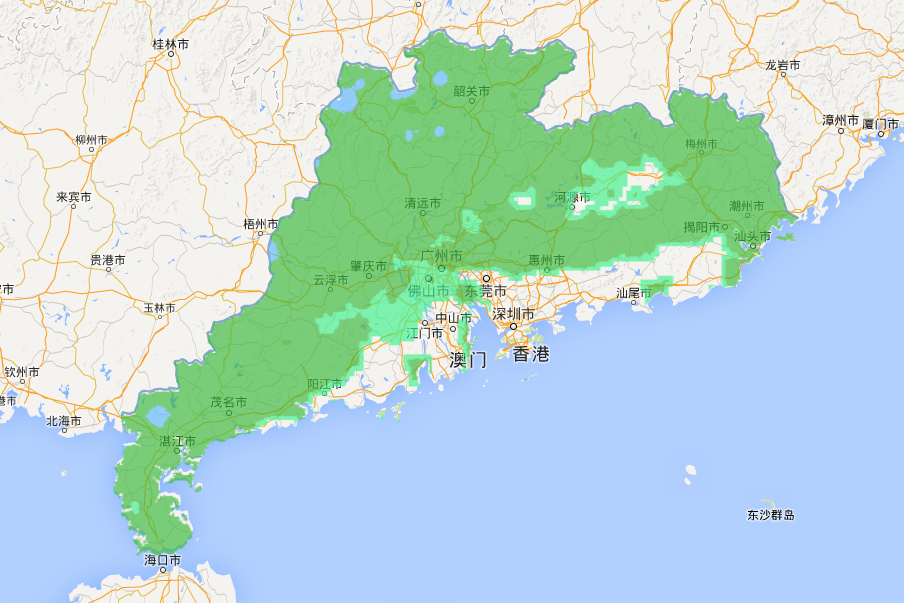 桂林市
龙岩市
韶关市
漳州市
厦门市
柳州市
梅州市
来宾市
河源市
清远市
潮州市
梧州市
揭阳市
汕头市
贵港市
广州市
惠州市
肇庆市
云浮市
佛山市
东莞市
汕尾市
玉林市
中山市
深圳市
江门市
澳门
香港
钦州市
阳江市
茂名市
北海市
湛江市
东沙群岛
海口市